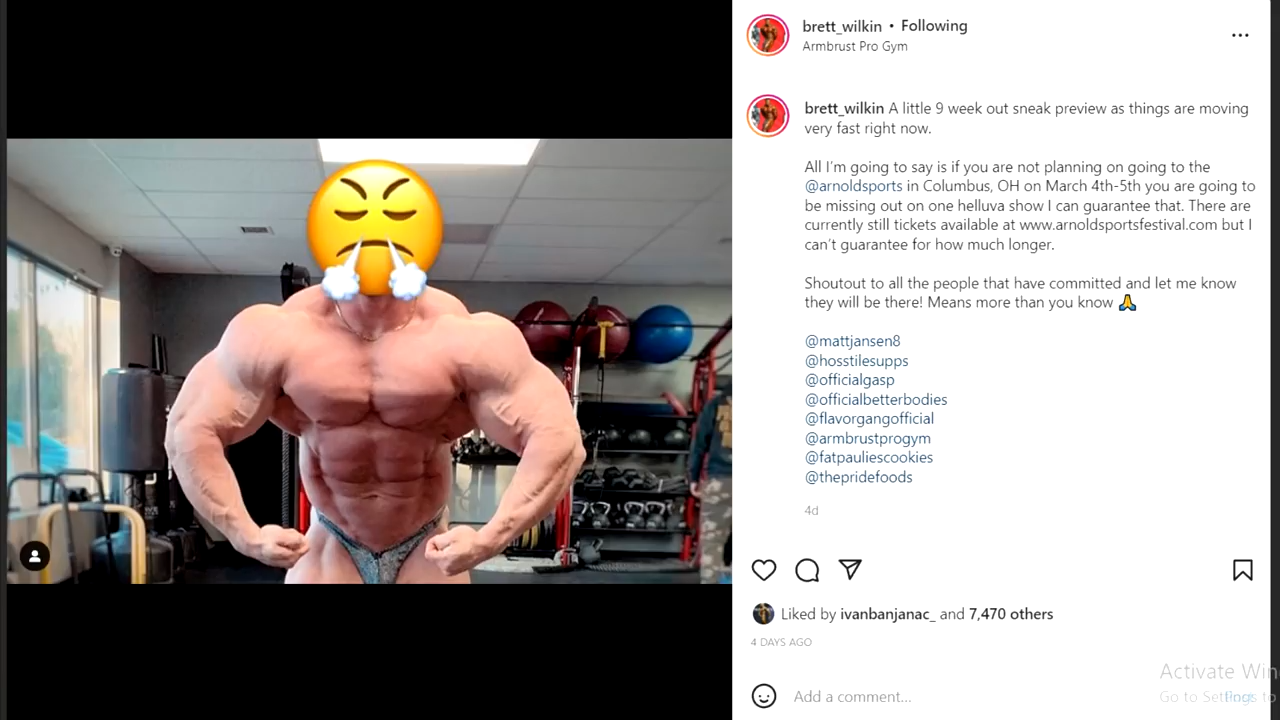 brett_wilkin • Following
Armbrust Pro Gym
brett_wilkin A little 9 week out sneak preview as things are moving
very fast right now.
All I'm going to say is if you are not planning on going to the
@arnoldsports in Columbus, OH on March 4th-5th you are going to
be missing out on one helluva show I can guarantee that. There are
currently still tickets available at www.arnoldsportsfestival.com but I
can't guarantee for how much longer.
Shoutout to all the people that have committed and let me know
they will be there! Means more than you know 🙏
@mattjansen8
@hosstilesupps
@officialgasp
@officialbetterbodies
@flavorgangofficial
@armbrustprogym
@fatpauliescookies
@thepridefoods
4d
Liked by ivanbanjanac_ and 7,470 others
4 DAYS AGO
Activate Win
Add a comment...
Go to Settings to